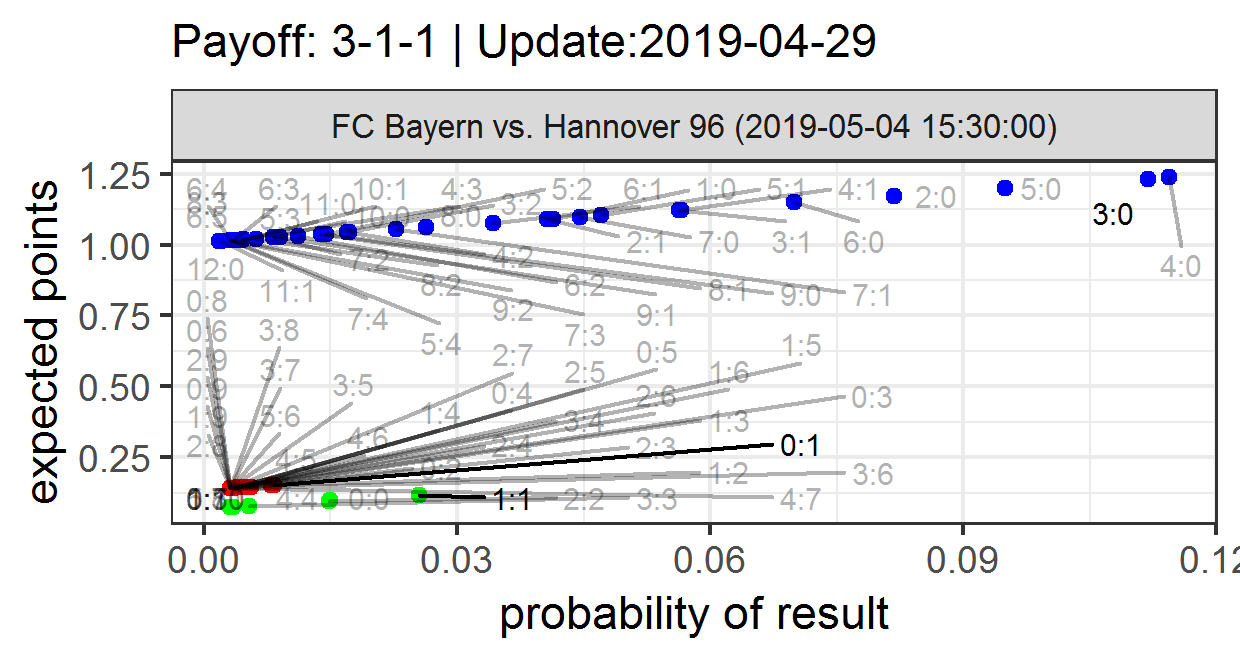 Payoff: 3-1-1 | Update:2019-04-29
FC Bayern vs. Hannover 96 (2019-05-04 15:30:00)
expected points
1.25
1.00
0.75
0.50
0.25
6:4 6:3 10:1 4:3 5:2 6:1 1:0 5:1 4:1 2:0 5:0
5:3 11:0 10:0 8:0 3:2 3:0
2:1 7:0 3:1 6:0 4:0
12:0 7:2 4:2
11:1 8:2 6:2 8:1 9:0 7:1
0:8 7:4 9:2 9:1
0:6 3:8 5:4 7:3
2:9 3:7 2:7 0:5 1:5
0:9 3:5 0:4 2:5 1:6 0:3
1:9 5:6 1:4 3:4 2:6 1:3
2:8 4:5 4:6 2:4 2:3 0:1
0:2 1:2 3:6
4:4 0:0 1:1 2:2 3:3 4:7
0.00 0.03 0.06 0.09 0.12
probability of result